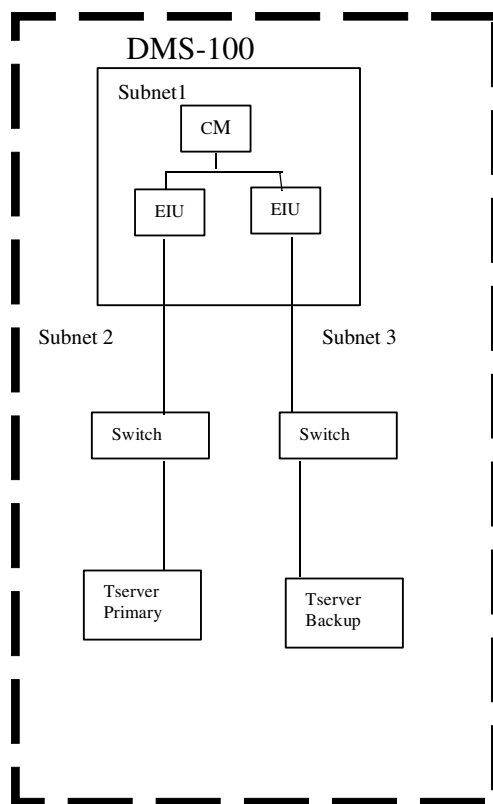 DMS-100
Subnet1
CM
EIU
EIU
Subnet 2
Subnet 3
Switch
Switch
Tserver
Primary
Tserver
Backup